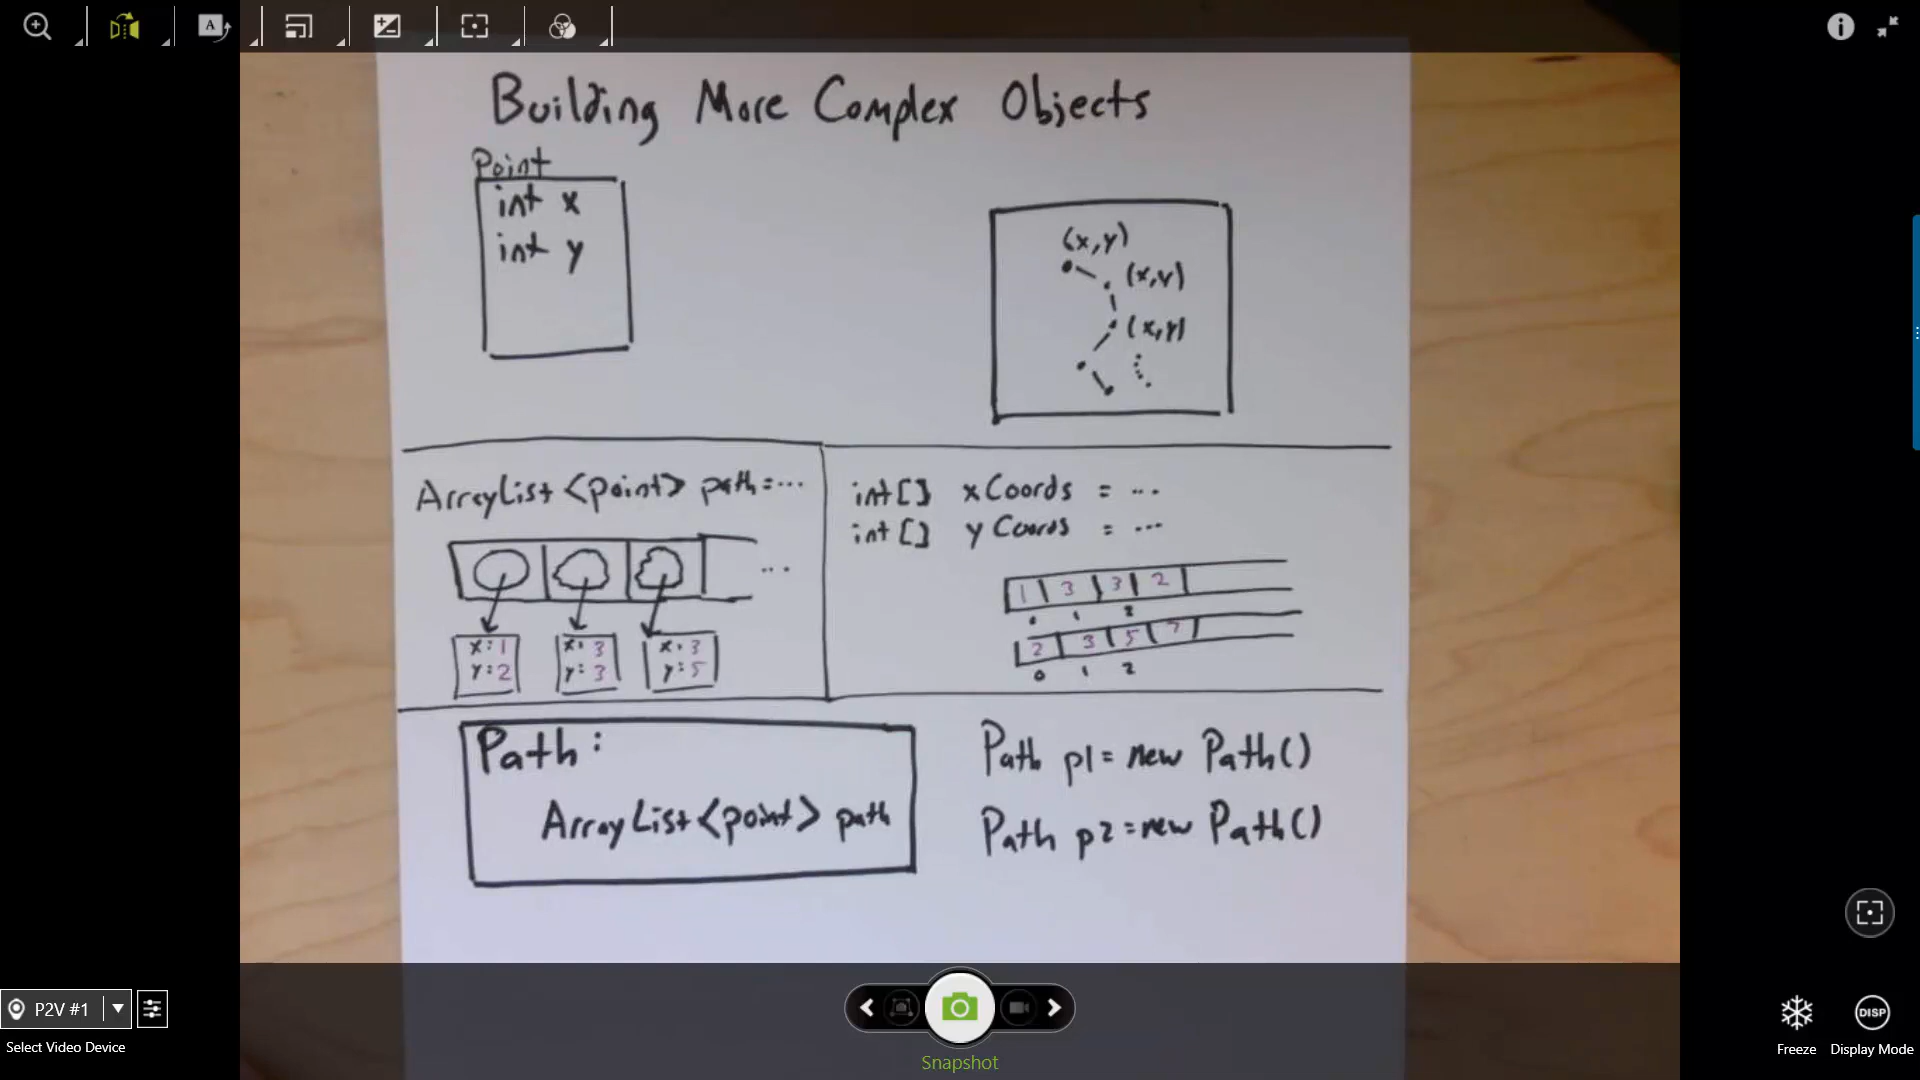 Building More Complex Objects
Point
int x
int y
(x,y)
(x,y)
(x,y)
ArrayList <point> path = ...
x: 1
y: 2
x: 3
y: 3
x: 3
y: 5
int[] xCoords = ...
int[] yCoords = ...
1 3 3 2
0 1 2
2 3 5 7
0 1 2
Path:
ArrayList<point> path
Path p1 = new Path()
Path p2 = new Path()
P2V #1
Select Video Device
Snapshot
Freeze
DISP
Display Mode
A